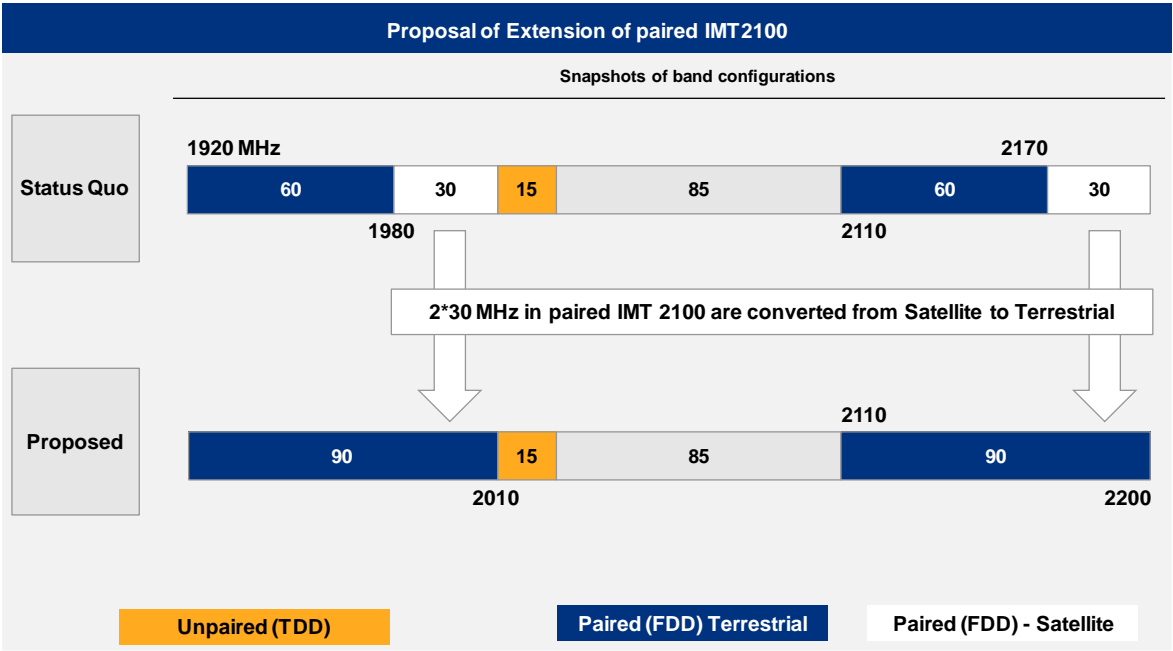 Proposal of Extension of paired IMT2100
Snapshots of band configurations
Status Quo
1920 MHz
2170
60
30
15
85
60
30
1980
2110
2*30 MHz in paired IMT 2100 are converted from Satellite to Terrestrial
Proposed
2110
90
15
85
90
2010
2200
Unpaired (TDD)
Paired (FDD) Terrestrial
Paired (FDD) - Satellite